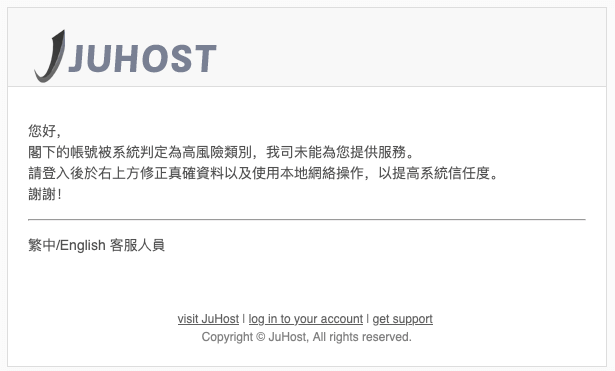 JUHOST
您好，
閣下的帳號被系統判定為高風險類別，我司未能為您提供服務。
請登入後於右上方修正真確資料以及使用本地網絡操作，以提高系統信任度。
謝謝！
繁中/English 客服人員
visit JuHost | log in to your account | get support
Copyright © JuHost, All rights reserved.